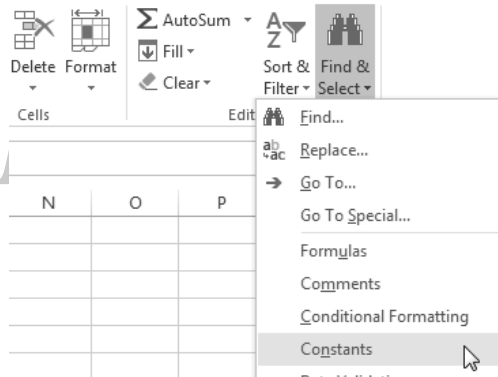 AutoSum
Fill
Clear
Delete Format
Sort &
Filter
Find &
Select
Cells
Edit
Find...
Replace...
Go To...
Go To Special...
Formulas
Comments
Conditional Formatting
Constants
N O P